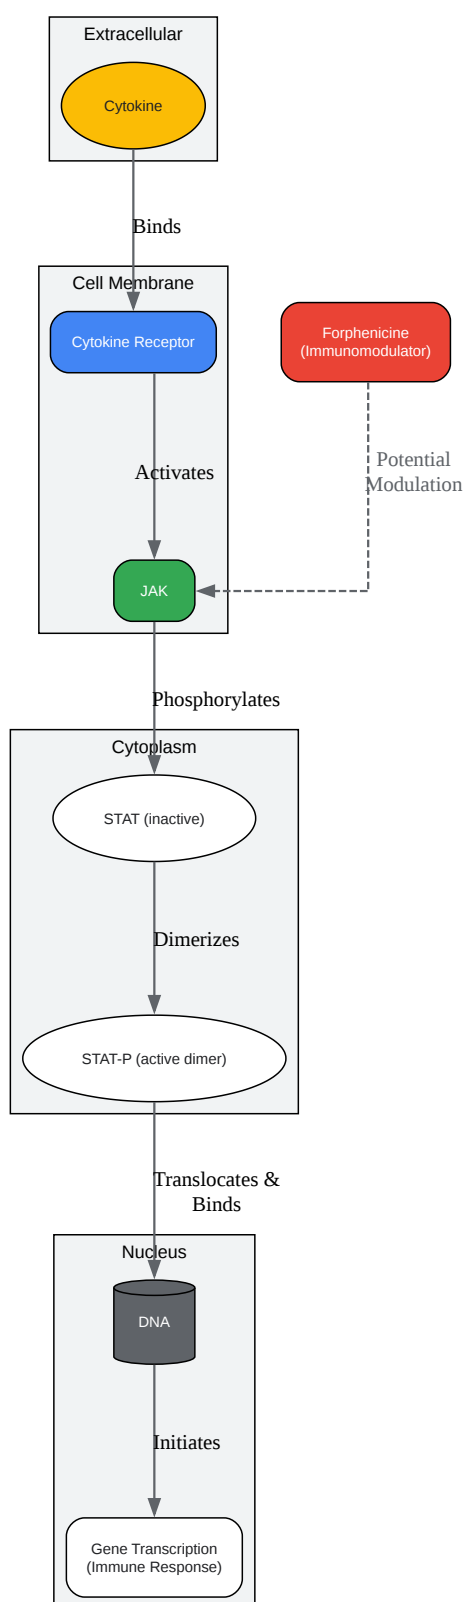 Extracellular
Cytokine
Binds
Cell Membrane
Cytokine Receptor
Forphenicine
(Immunomodulator)
Activates
Potential
Modulation
JAK
Phosphorylates
Cytoplasm
STAT (inactive)
Dimerizes
STAT-P (active dimer)
Translocates &
Binds
Nucleus
DNA
Initiates
Gene Transcription
(Immune Response)